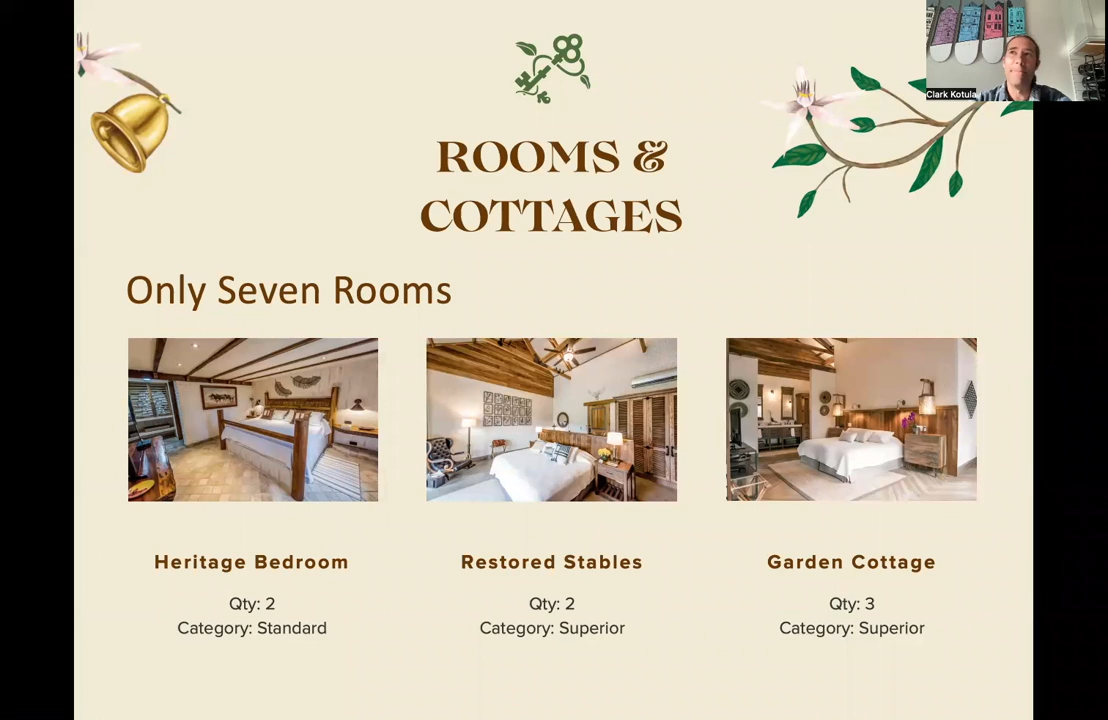 Clark Kotula
ROOMS &
COTTAGES
Only Seven Rooms
Heritage Bedroom
Qty: 2
Category: Standard
Restored Stables
Qty: 2
Category: Superior
Garden Cottage
Qty: 3
Category: Superior